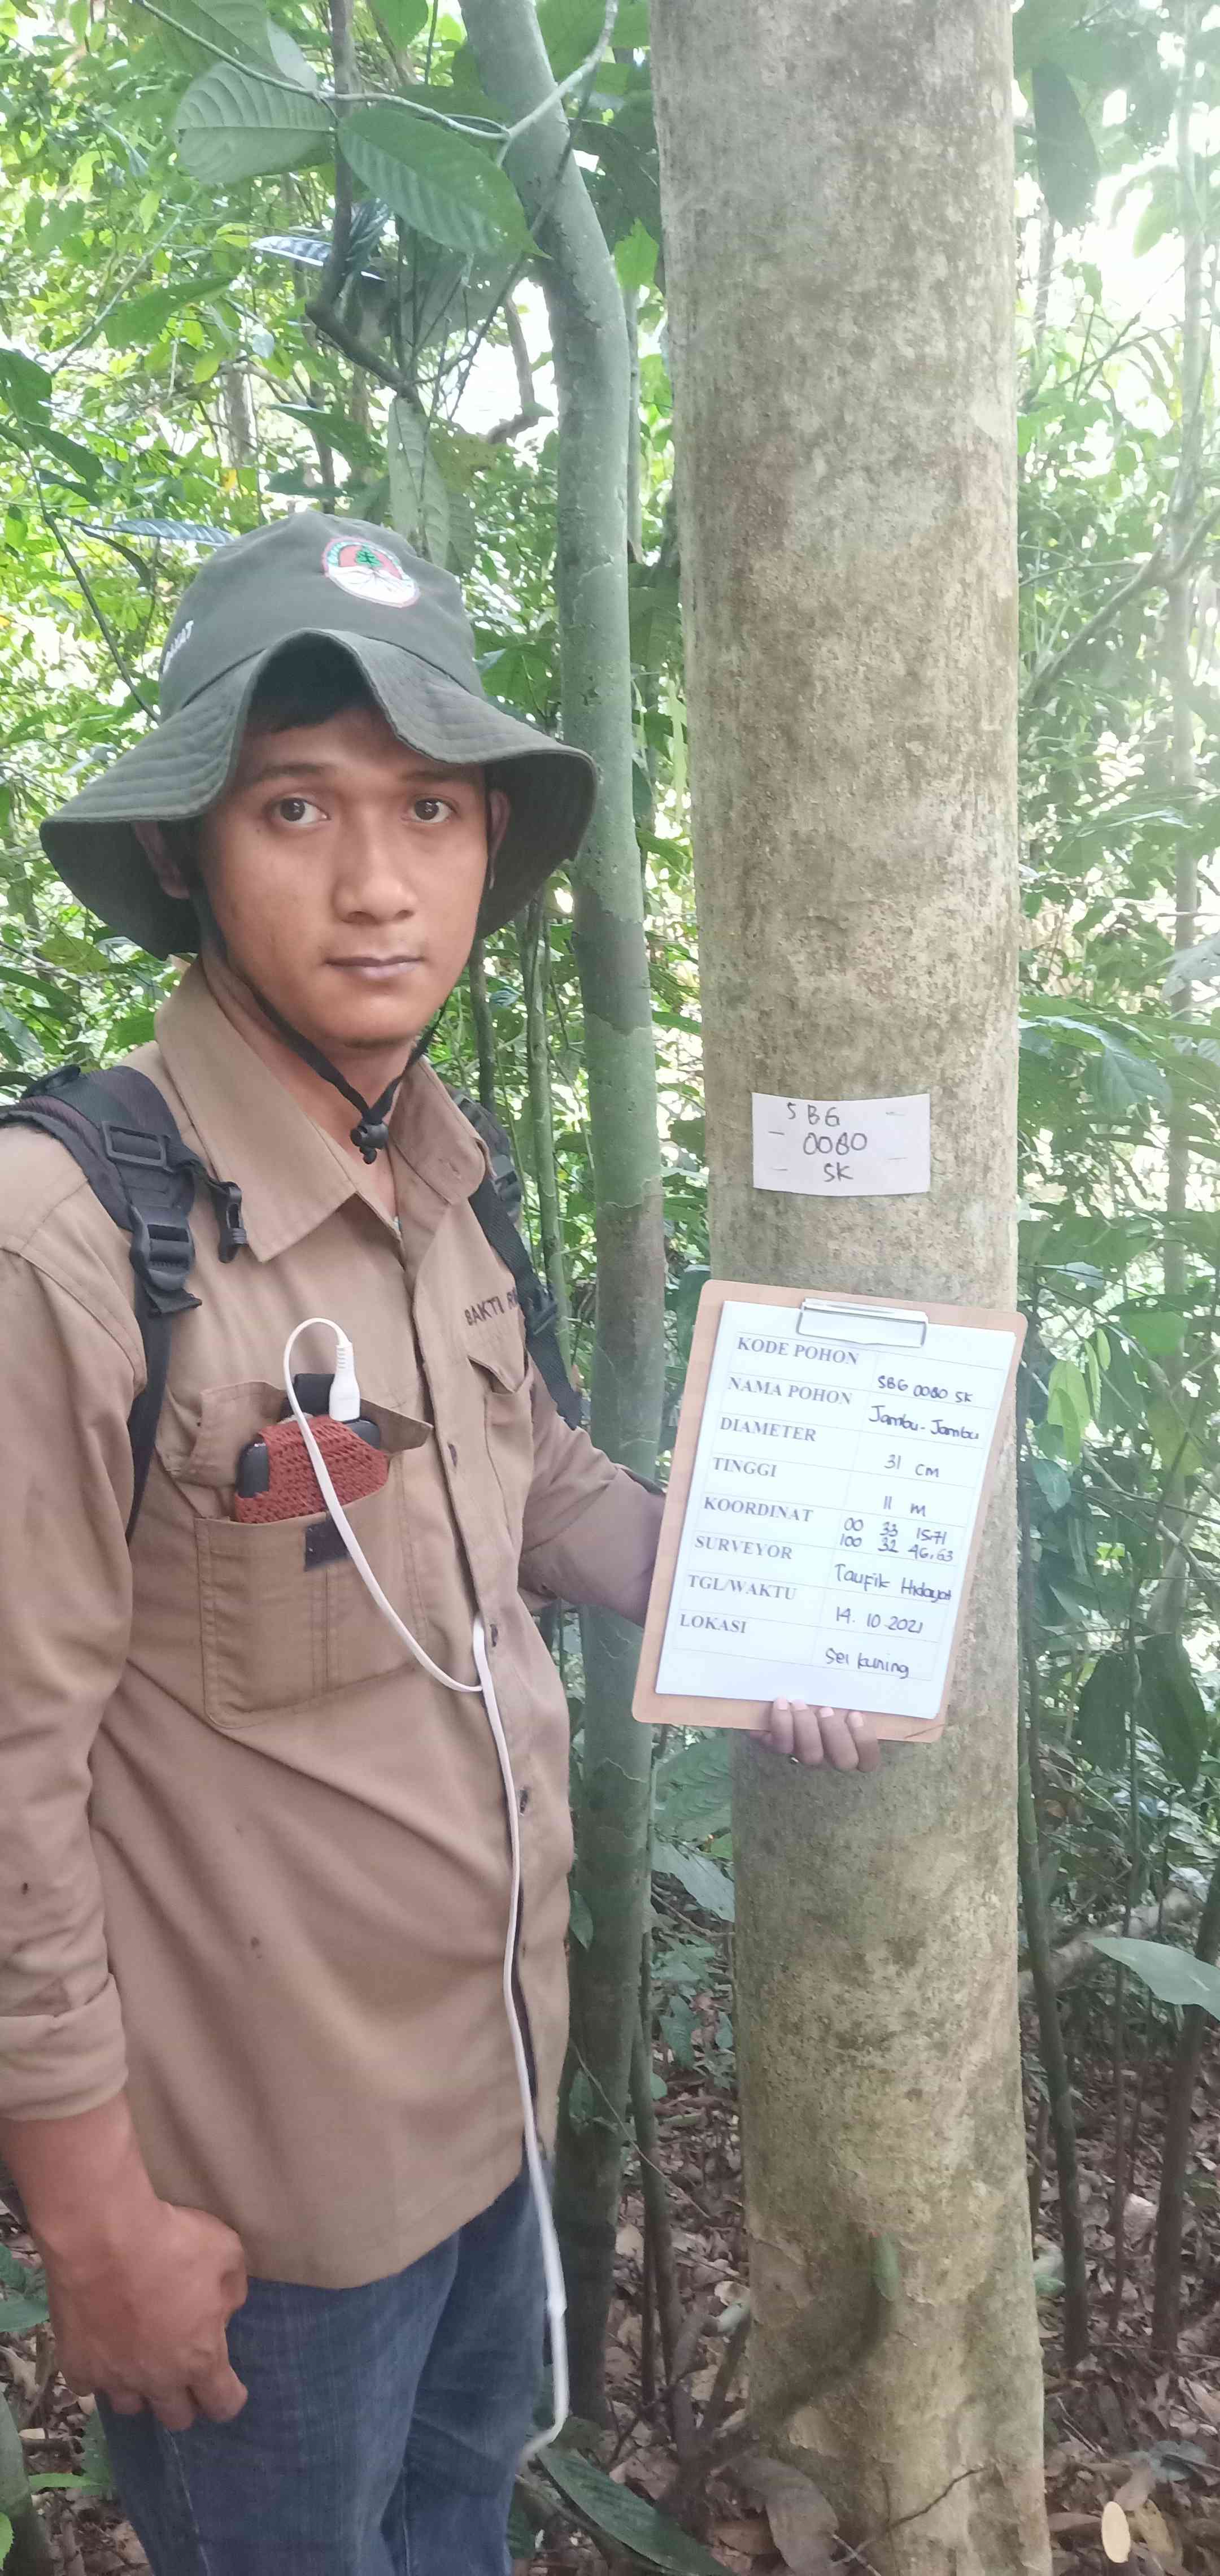 BAKTI
SBG
0080
SK
KODE POHON SBG 0080 SK
NAMA POHON Jambu-Jambu
DIAMETER 31 cm
TINGGI 11 m
KOORDINAT 00 33 15.71
100 32 46.63
SURVEYOR Taufik Hidayat
TGL/WAKTU 14. 10.2021
LOKASI Sei kuning